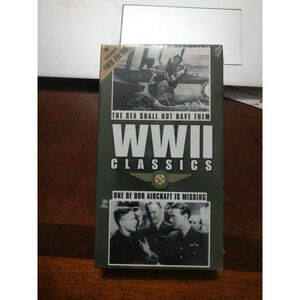 TWO FILMS
THE SEA SHALL NOT HAVE THEM
WWII
CLASSICS
ONE OF OUR AIRCRAFT IS MISSING